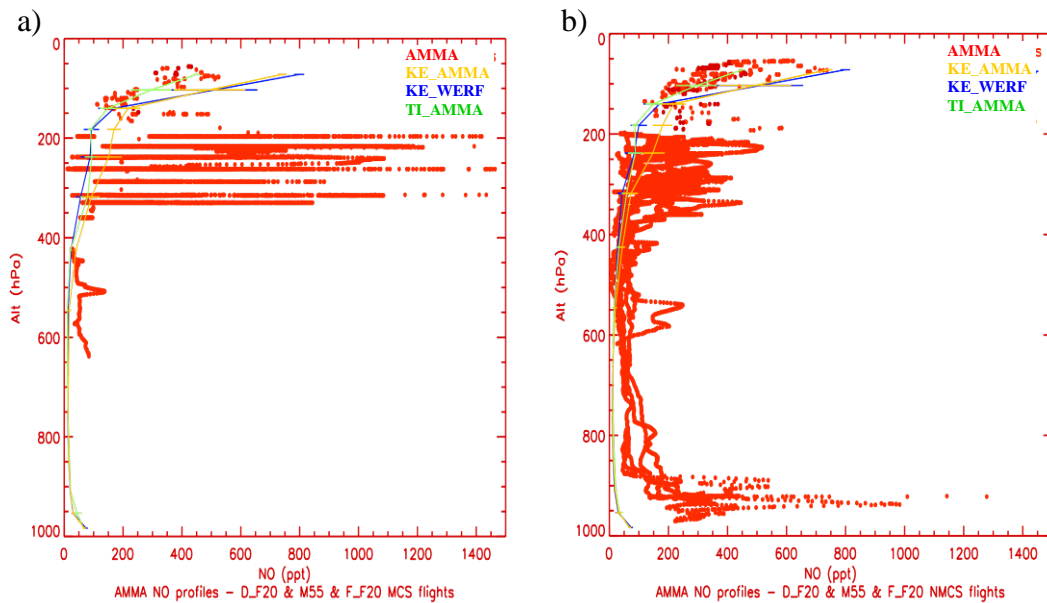 a)
0
200
400
600
800
1000
Alt (hPa)
0 200 400 600 800 1000 1200 1400
NO (ppt)
AMMA NO profiles - D_F20 & M55 & F_F20 MCS flights
AMMA s
KE_AMMA
KE_WERF
TI_AMMA
b)
0
200
400
600
800
1000
Alt (hPa)
0 200 400 600 800 1000 1200 1400
NO (ppt)
AMMA NO profiles - D_F20 & M55 & F_F20 NMCS flights
AMMA s
KE_AMMA
KE_WERF
TI_AMMA